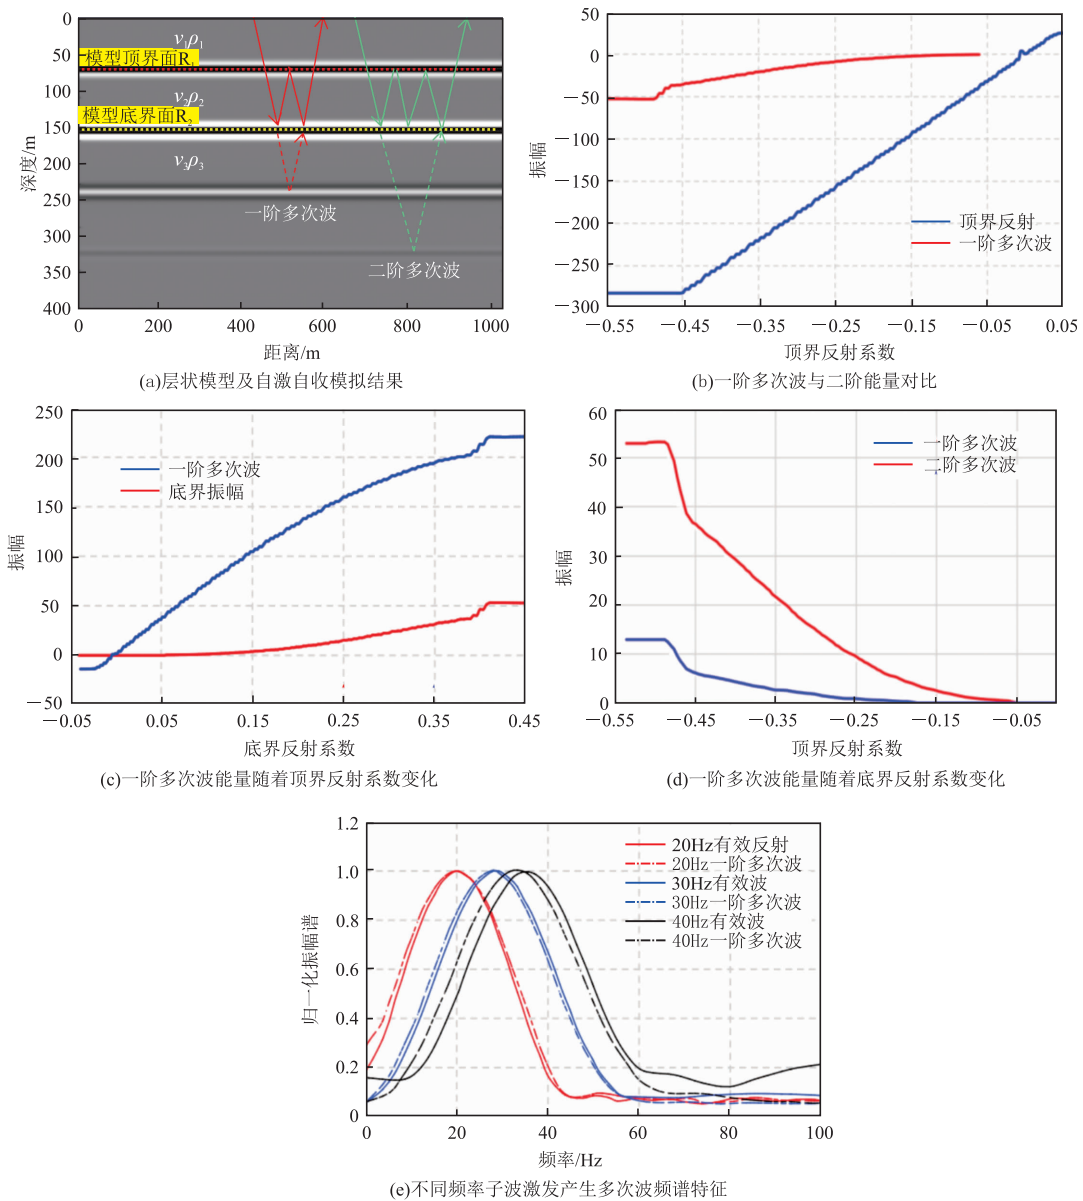 0
50
100
150
200
250
300
350
400
深度/m
v₁ρ₁
模型顶界面R₁
v₂ρ₂
模型底界面R₂
v₃ρ₃
一阶多次波
二阶多次波
0 200 400 600 800 1000
距离/m
(a)层状模型及自激自收模拟结果
50
0
-50
-100
-150
-200
-250
-300
振幅
顶界反射
一阶多次波
-0.55 -0.45 -0.35 -0.25 -0.15 -0.05 0.05
顶界反射系数
(b)一阶多次波与二阶能量对比
250
200
150
100
50
0
-50
振幅
一阶多次波
底界振幅
-0.05 0.05 0.15 0.25 0.35 0.45
底界反射系数
(c)一阶多次波能量随着顶界反射系数变化
60
50
40
30
20
10
0
振幅
一阶多次波
二阶多次波
-0.55 -0.45 -0.35 -0.25 -0.15 -0.05
顶界反射系数
(d)一阶多次波能量随着底界反射系数变化
1.2
1.0
0.8
0.6
0.4
0.2
0
归一化振幅谱
20Hz有效反射
20Hz一阶多次波
30Hz有效波
30Hz一阶多次波
40Hz有效波
40Hz一阶多次波
0 20 40 60 80 100
频率/Hz
(e)不同频率子波激发产生多次波频谱特征